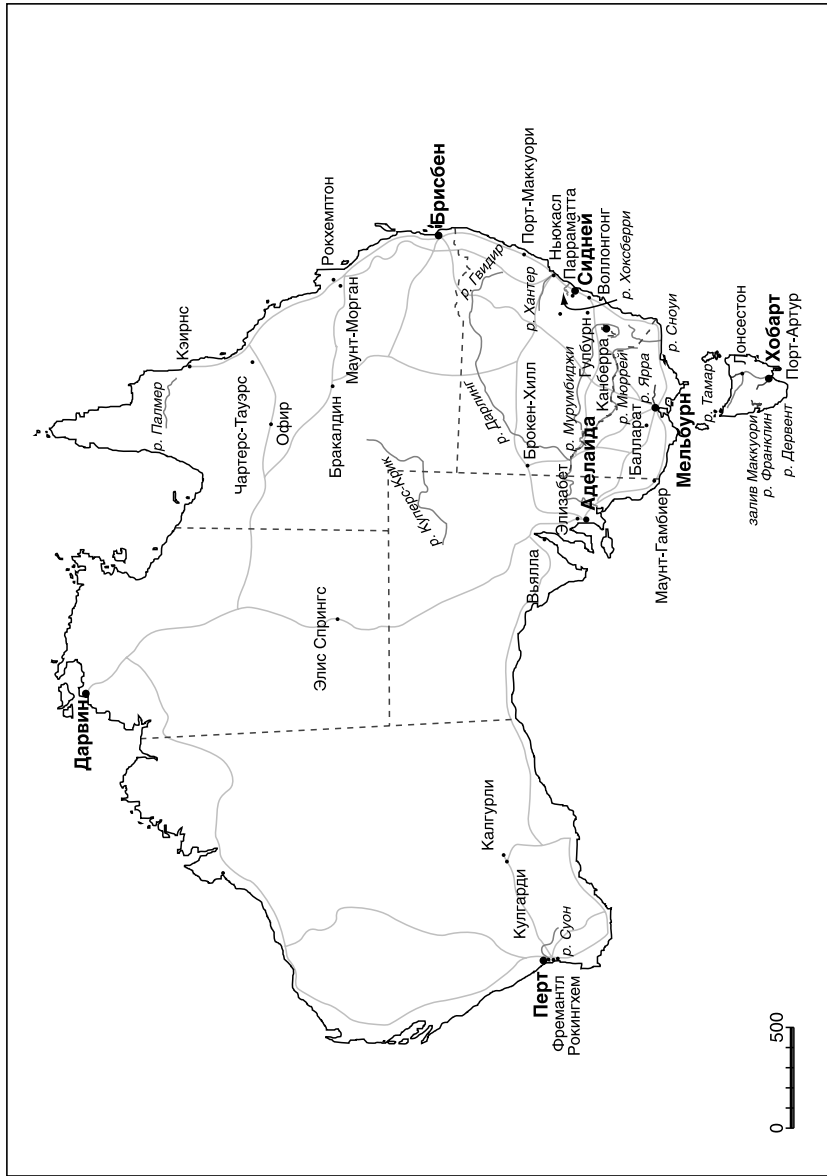 Дарвин
Кэирнс
р. Палмер
Чартерс-Тауэрс
Офир
Рокхемптон
Маунт-Морган
Бракалдин
Элис Спрингс
р. Куперс-Крик
Брисбен
р. Гвидир
р. Дарлинг
Порт-Маккуори
р. Хантер
Ньюкасл
Парраматта
Сидней
Воллонгонг
р. Хоксберри
Брокен-Хилл
Гулбурн
Канберра
р. Мурумбиджи
р. Мюррей
р. Ярра
р. Сноуи
Элизабет
Аделаида
Вьялла
Балларат
Мельбурн
Маунт-Гамбиер
Калгурли
Кулгарди
р. Суон
Перт
Фремантл
Рокингхем
р. Тамар
Лонсестон
Хобарт
Порт-Артур
залив Маккуори
р. Франклин
р. Дервент
0
500